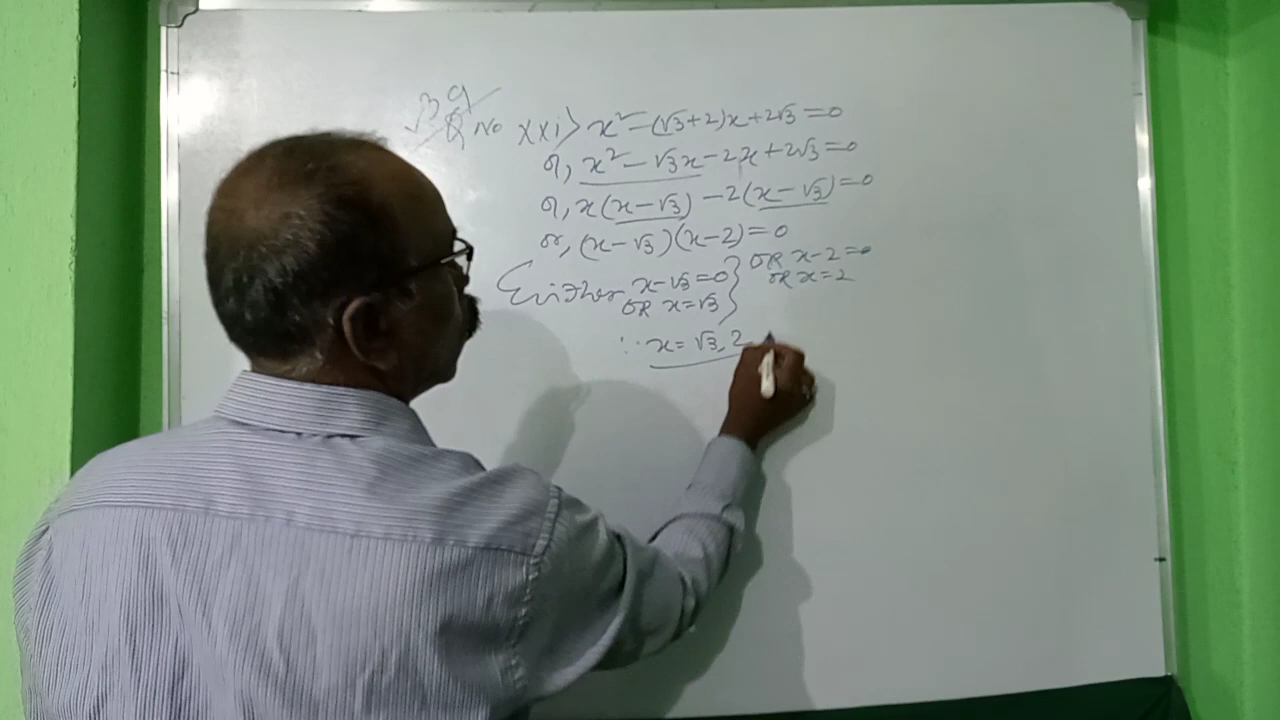 Q No xxi> x² - (√3+2)x + 2√3 = 0
or, x² - √3x - 2x + 2√3 = 0
or, x(x - √3) - 2(x - √3) = 0
or, (x - √3)(x - 2) = 0
Either x - √3 = 0 } OR x - 2 = 0
OR x = √3 or x = 2
∴ x = √3, 2